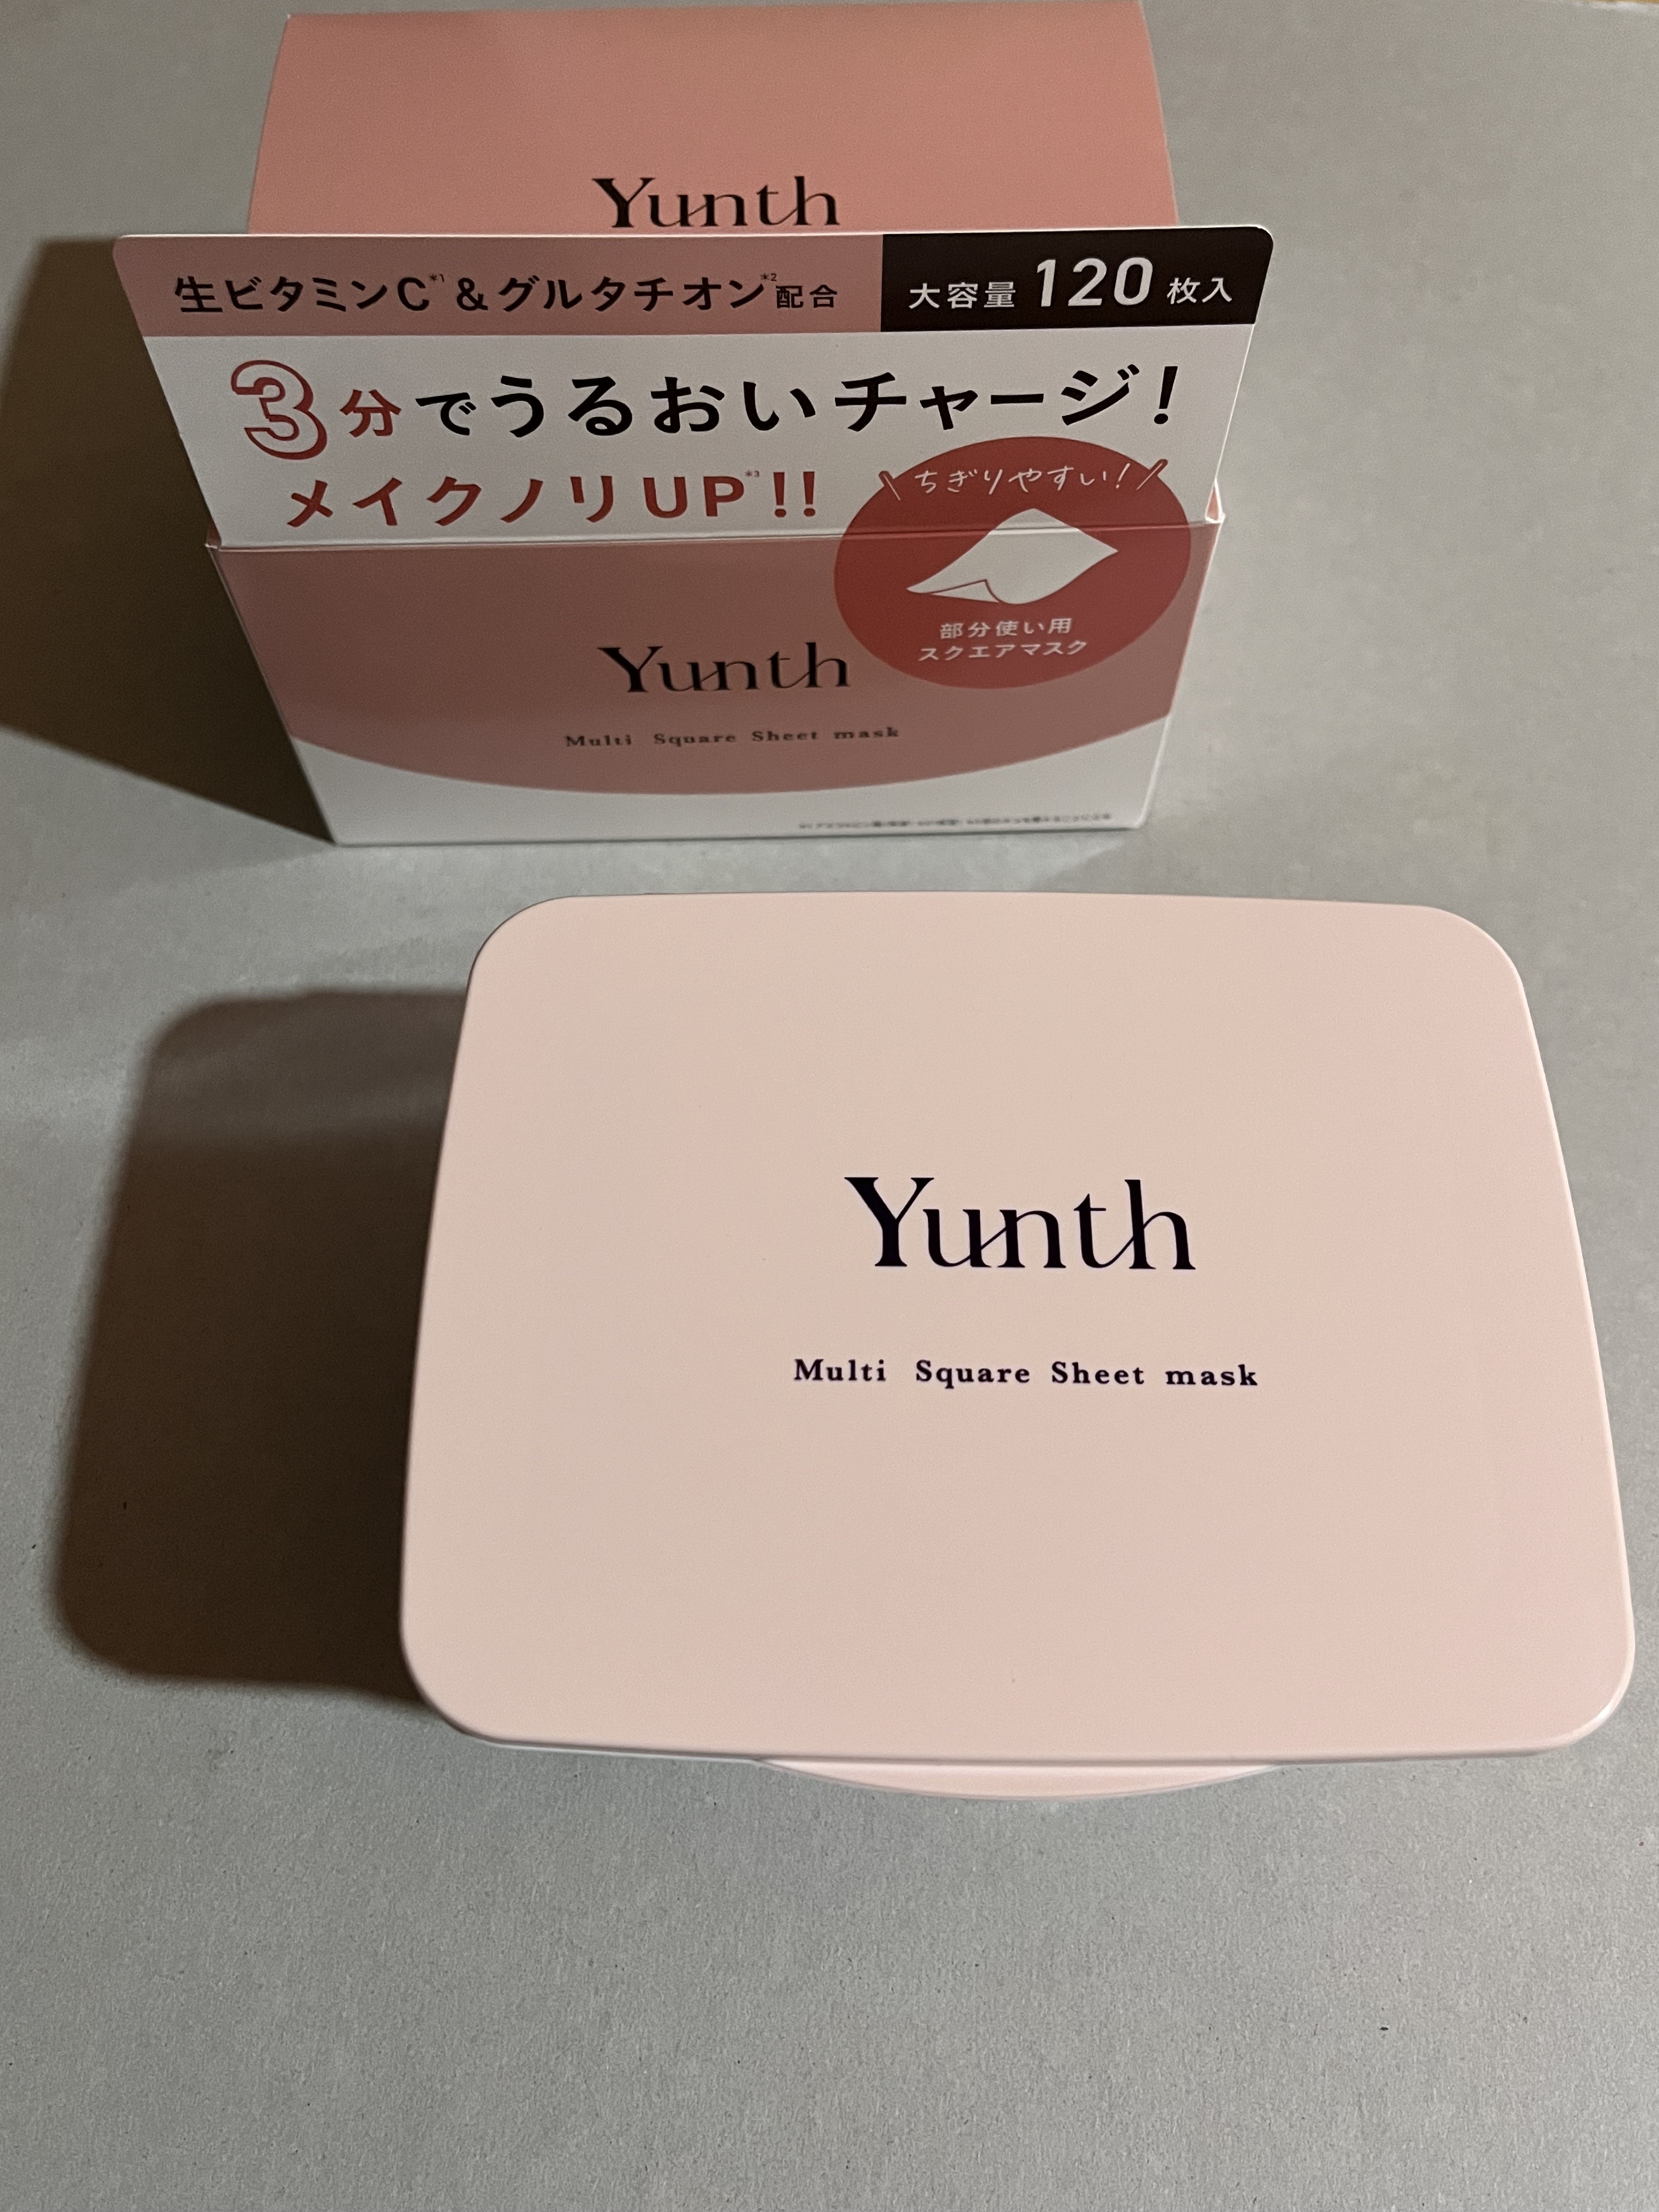 Yunth
生ビタミンC*1&グルタチオン*2配合
大容量120枚入
3分でうるおいチャージ!
メイクノリUP*3!!
\ちぎりやすい!/
部分使い用
スクエアマスク
Yunth
Multi Square Sheet mask
Yunth
Multi Square Sheet mask